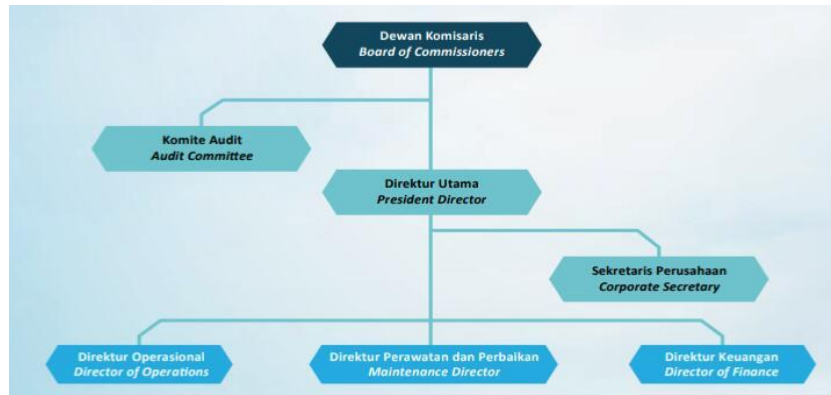 Dewan Komisaris
Board of Commissioners
Komite Audit
Audit Committee
Direktur Utama
President Director
Sekretaris Perusahaan
Corporate Secretary
Direktur Operasional
Director of Operations
Direktur Perawatan dan Perbaikan
Maintenance Director
Direktur Keuangan
Director of Finance